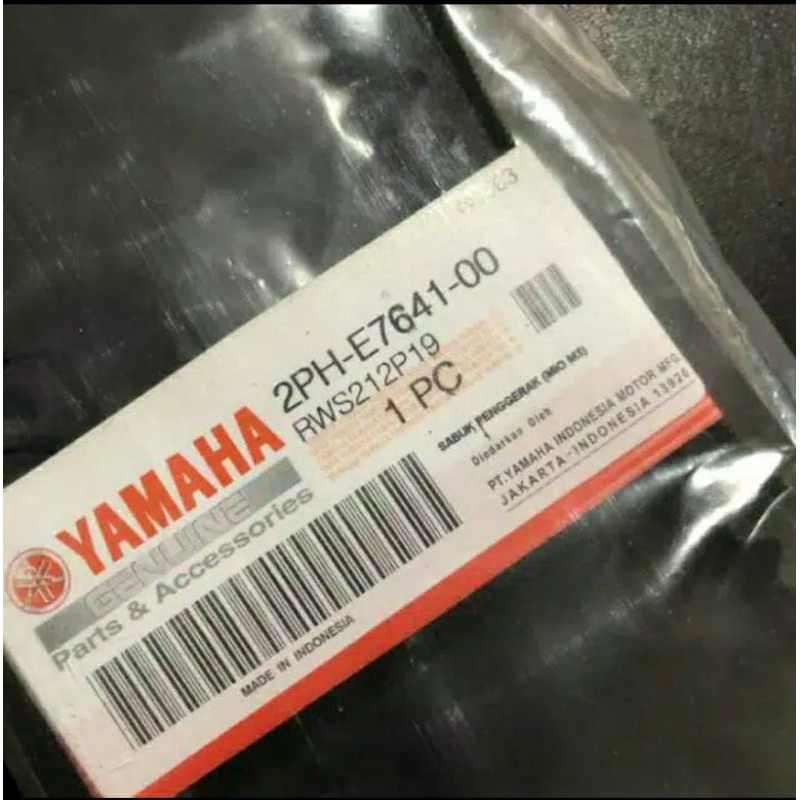 2PH-E7641-00
RWS212P19
1 PC
YAMAHA
GENUINE
Parts & Accessories
SABUK PENGGERAK (MIO M3)
Diedarkan Oleh
PT.YAMAHA INDONESIA MOTOR MFG.
JAKARTA-INDONESIA 13920
MADE IN INDONESIA